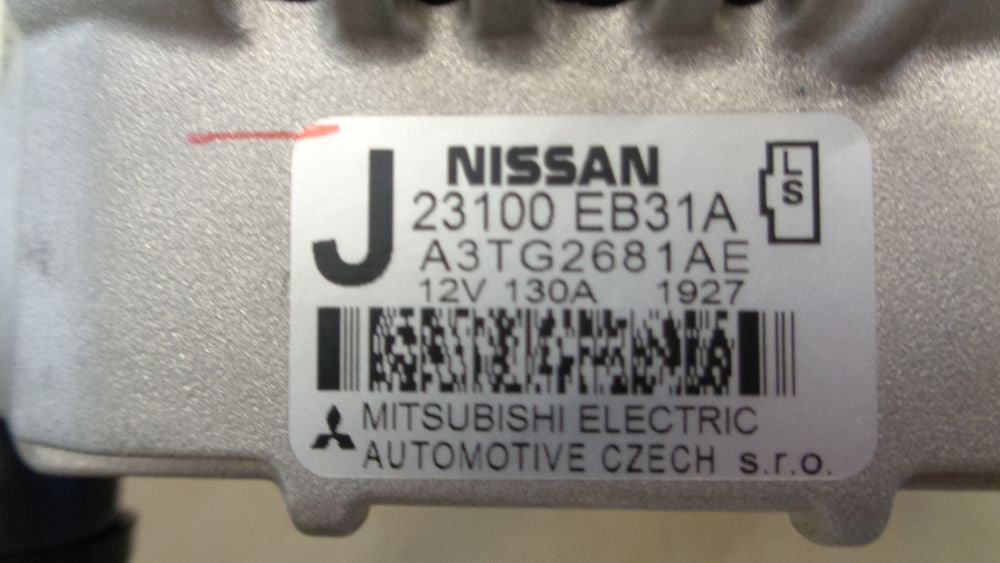 J
NISSAN
23100 EB31A
A3TG2681AE
12V 130A 1927
L
S
MITSUBISHI ELECTRIC
AUTOMOTIVE CZECH s.r.o.